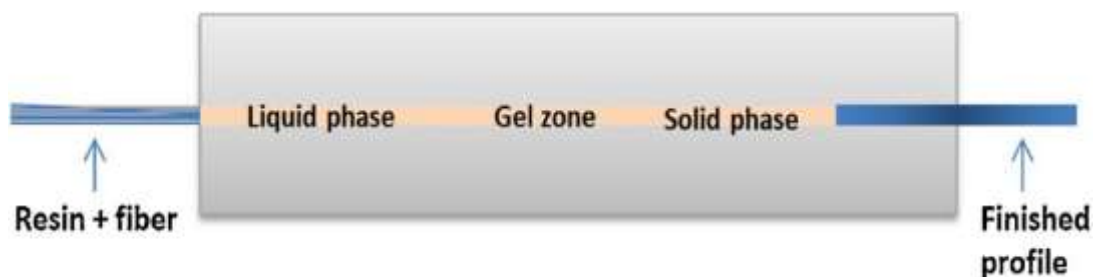 Liquid phase
Gel zone
Solid phase
Resin + fiber
Finished
profile